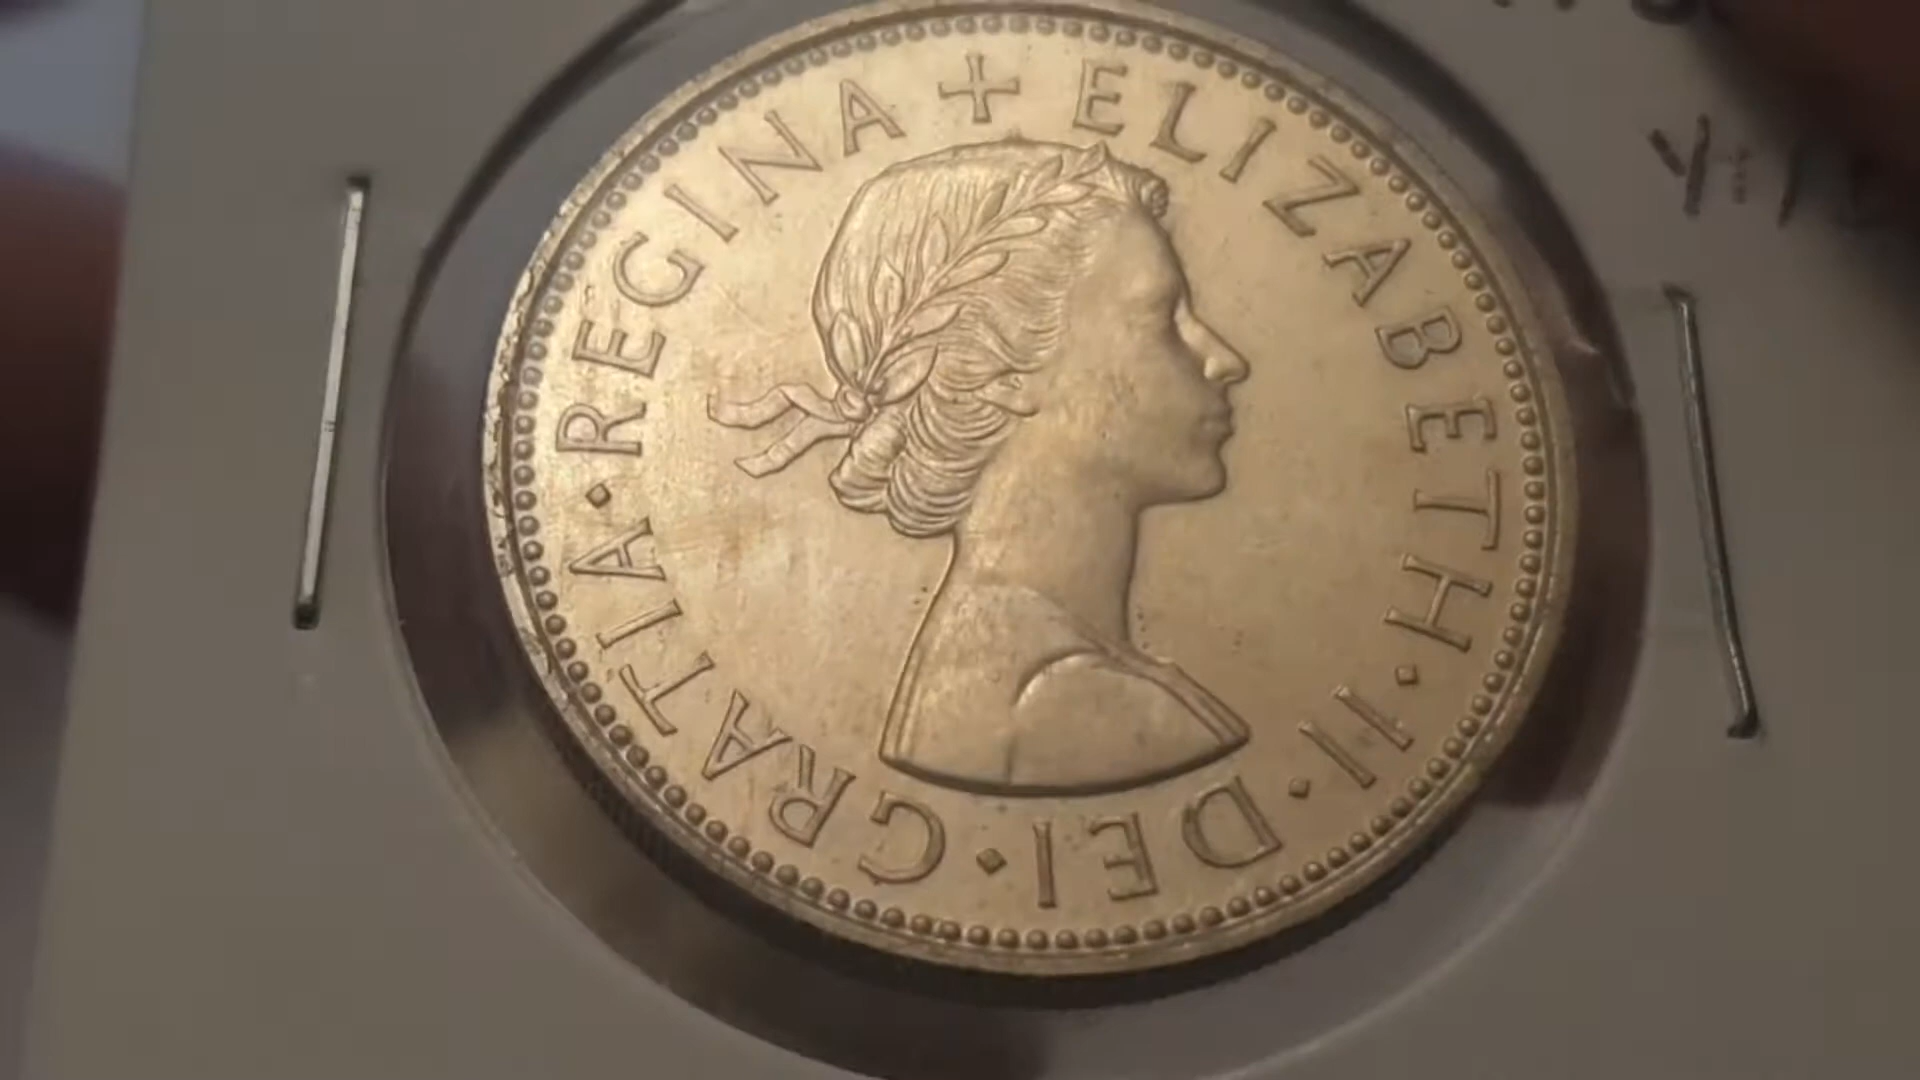 + ELIZABETH · II · DEI · GRATIA · REGINA